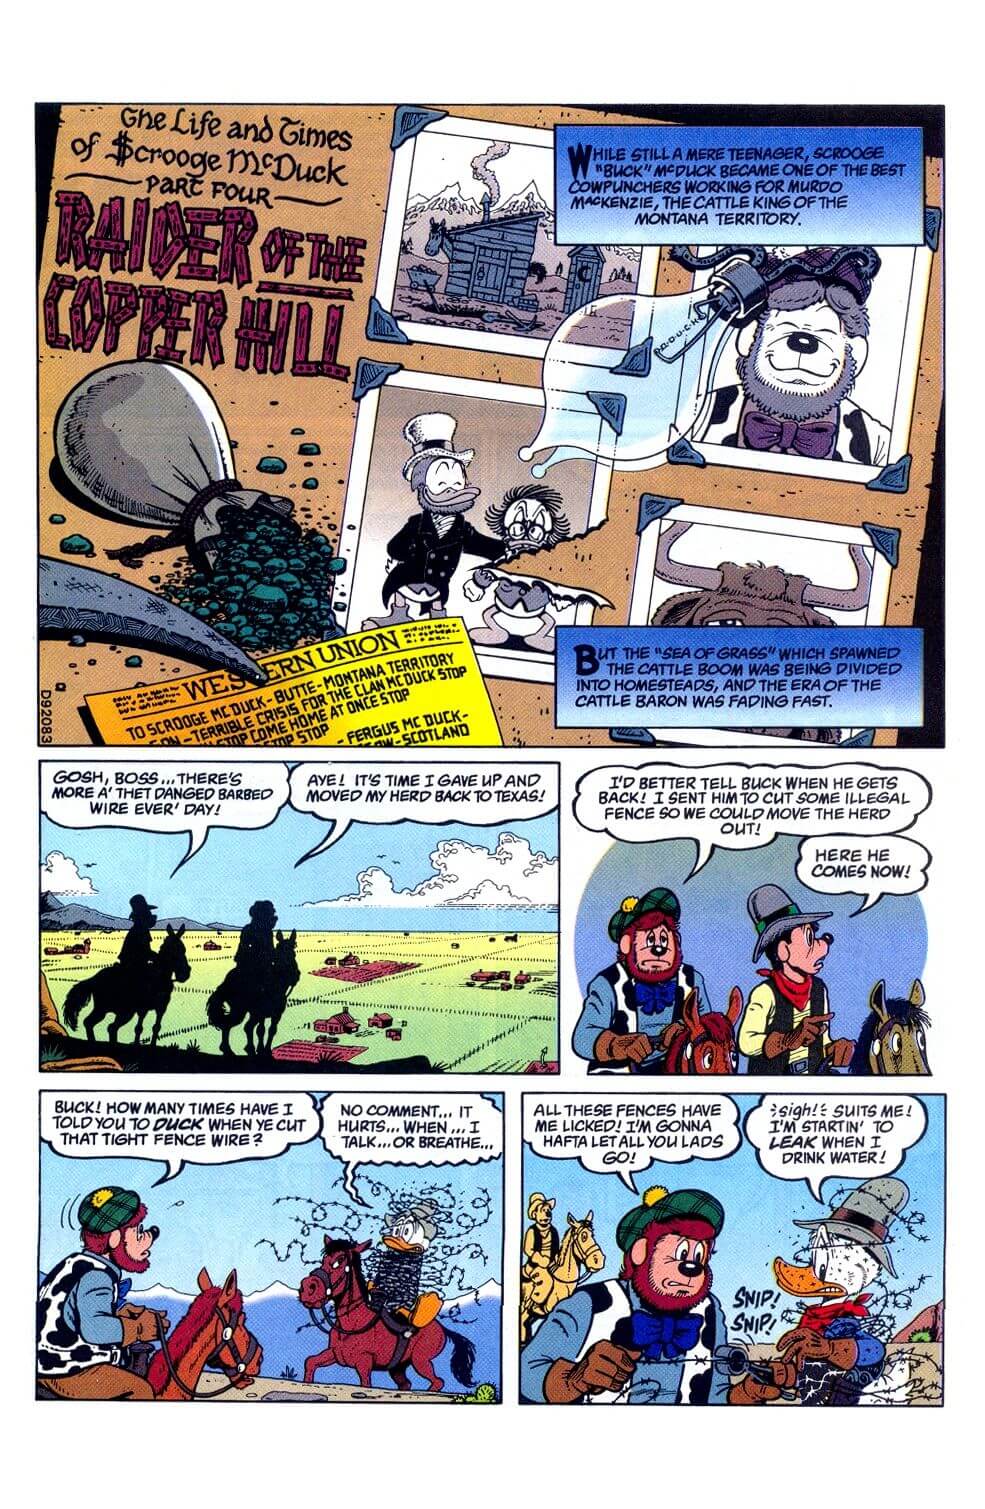 The Life and Times
of $crooge McDuck
PART FOUR
RAIDER OF THE
COPPER HILL
WHILE STILL A MERE TEENAGER, SCROOGE
"BUCK" McDUCK BECAME ONE OF THE BEST
COWPUNCHERS WORKING FOR MURDO
MacKENZIE, THE CATTLE KING OF THE
MONTANA TERRITORY.
D.U.C.K.
BUT THE "SEA OF GRASS" WHICH SPAWNED
THE CATTLE BOOM WAS BEING DIVIDED
INTO HOMESTEADS, AND THE ERA OF THE
CATTLE BARON WAS FADING FAST.
WESTERN UNION
TO SCROOGE McDUCK - BUTTE - MONTANA TERRITORY
SON - TERRIBLE CRISIS FOR THE CLAN McDUCK STOP
STOP COME HOME AT ONCE STOP
STOP STOP
- FERGUS McDUCK -
SCOTLAND
D92083
GOSH, BOSS... THERE'S
MORE A' THET DANGED BARBED
WIRE EVER' DAY!
AYE! IT'S TIME I GAVE UP AND
MOVED MY HERD BACK TO TEXAS!
I'D BETTER TELL BUCK WHEN HE GETS
BACK! I SENT HIM TO CUT SOME ILLEGAL
FENCE SO WE COULD MOVE THE HERD
OUT!
HERE HE
COMES NOW!
BUCK! HOW MANY TIMES HAVE I
TOLD YOU TO DUCK WHEN YE CUT
THAT TIGHT FENCE WIRE?
NO COMMENT... IT
HURTS... WHEN... I
TALK... OR BREATHE...
ALL THESE FENCES HAVE
ME LICKED! I'M GONNA
HAFTA LET ALL YOU LADS
GO!
sigh! SUITS ME!
I'M STARTIN' TO
LEAK WHEN I
DRINK WATER!
SNIP!
SNIP!